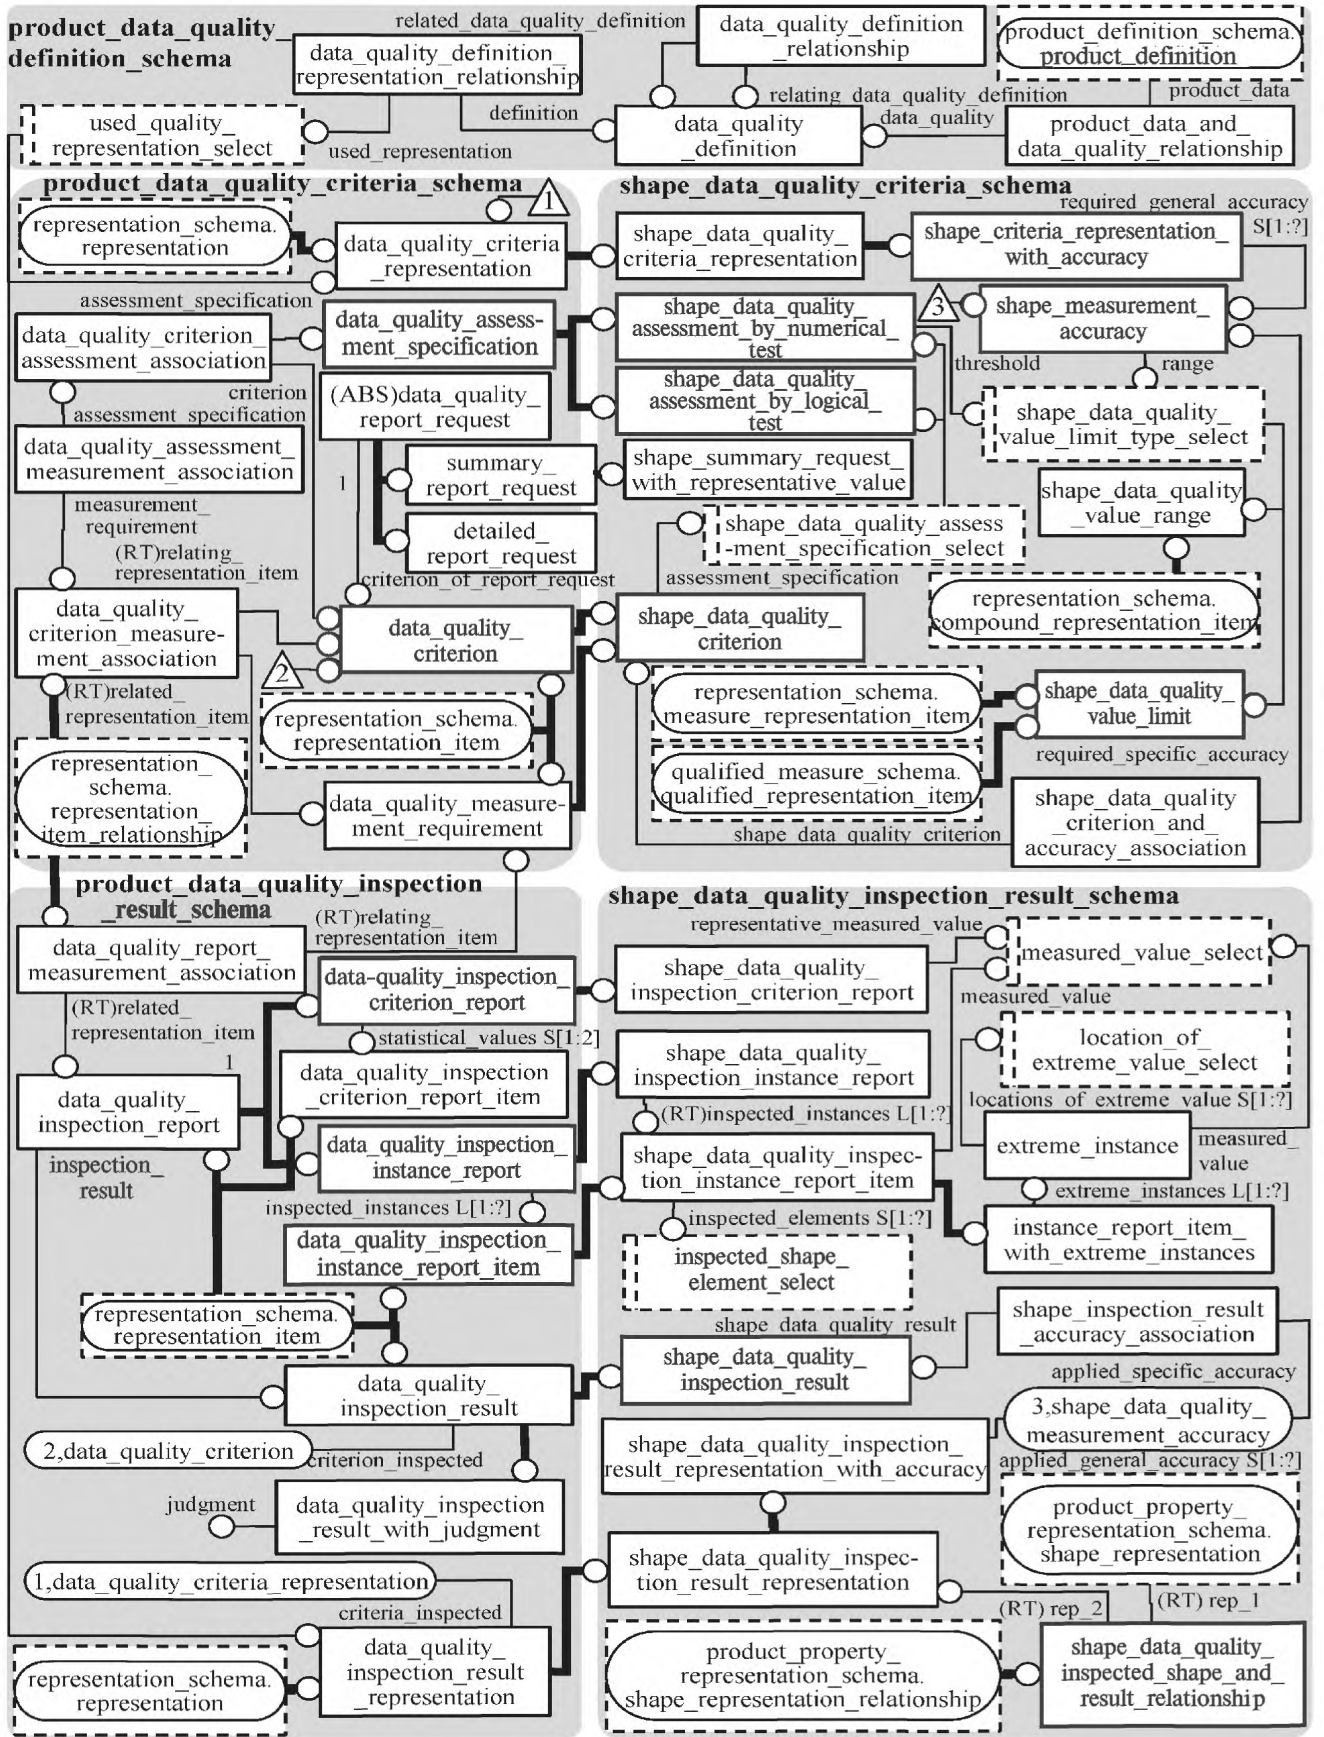 product_data_quality_
definition_schema
related_data_quality_definition
data_quality_definition_
representation_relationship
data_quality_definition
_relationship
product_definition_schema.
product_definition
used_quality_
representation_select
used_representation
definition
relating_data_quality_definition
data_quality
_definition
data_quality
product_data
product_data_and_
data_quality_relationship
product_data_quality_criteria_schema
representation_schema.
representation
1
data_quality_criteria
_representation
assessment_specification
data_quality_criterion_
assessment_association
data_quality_assess-
ment_specification
criterion
assessment_specification
(ABS)data_quality_
report_request
data_quality_assessment_
measurement_association
1
summary_
report_request
measurement_
requirement
detailed_
report_request
(RT)relating_
representation_item
criterion_of_report_request
data_quality_
criterion_measure-
ment_association
data_quality_
criterion
2
(RT)related_
representation_item
representation_schema.
representation_item
representation_
schema.
representation_
item_relationship
data_quality_measure-
ment_requirement
shape_data_quality_criteria_schema
required_general_accuracy
S[1:?]
shape_data_quality_
criteria_representation
shape_criteria_representation_
with_accuracy
shape_data_quality_
assessment_by_numerical_
test
3
shape_measurement_
accuracy
threshold
range
shape_data_quality_
assessment_by_logical_
test
shape_data_quality_
value_limit_type_select
shape_summary_request_
with_representative_value
shape_data_quality
_value_range
shape_data_quality_assess
-ment_specification_select
assessment_specification
representation_schema.
compound_representation_item
shape_data_quality_
criterion
representation_schema.
measure_representation_item
shape_data_quality_
value_limit
required_specific_accuracy
qualified_measure_schema.
qualified_representation_item
shape_data_quality
_criterion_and_
accuracy_association
shape_data_quality_criterion
product_data_quality_inspection
_result_schema
(RT)relating_
representation_item
data_quality_report_
measurement_association
data-quality_inspection_
criterion_report
(RT)related_
representation_item
statistical_values S[1:2]
1
data_quality_inspection
_criterion_report_item
data_quality_
inspection_report
data_quality_inspection_
instance_report
inspection_
result
inspected_instances L[1:?]
data_quality_inspection_
instance_report_item
representation_schema.
representation_item
data_quality_
inspection_result
2,data_quality_criterion
criterion_inspected
judgment
data_quality_inspection
_result_with_judgment
1,data_quality_criteria_representation
criteria_inspected
data_quality_
inspection_result
_representation
representation_schema.
representation
shape_data_quality_inspection_result_schema
representative_measured_value
measured_value_select
shape_data_quality_
inspection_criterion_report
measured_value
shape_data_quality_
inspection_instance_report
location_of_
extreme_value_select
locations_of_extreme_value S[1:?]
(RT)inspected_instances L[1:?]
extreme_instance
measured_
value
shape_data_quality_inspec-
tion_instance_report_item
extreme_instances L[1:?]
inspected_elements S[1:?]
instance_report_item_
with_extreme_instances
inspected_shape_
element_select
shape_inspection_result
_accuracy_association
shape_data_quality_result
shape_data_quality_
inspection_result
applied_specific_accuracy
3,shape_data_quality_
measurement_accuracy
shape_data_quality_inspection_
result_representation_with_accuracy
applied_general_accuracy S[1:?]
product_property_
representation_schema.
shape_representation
shape_data_quality_inspec-
tion_result_representation
(RT) rep_2
(RT) rep_1
product_property_
representation_schema.
shape_representation_relationship
shape_data_quality_
inspected_shape_and_
result_relationship